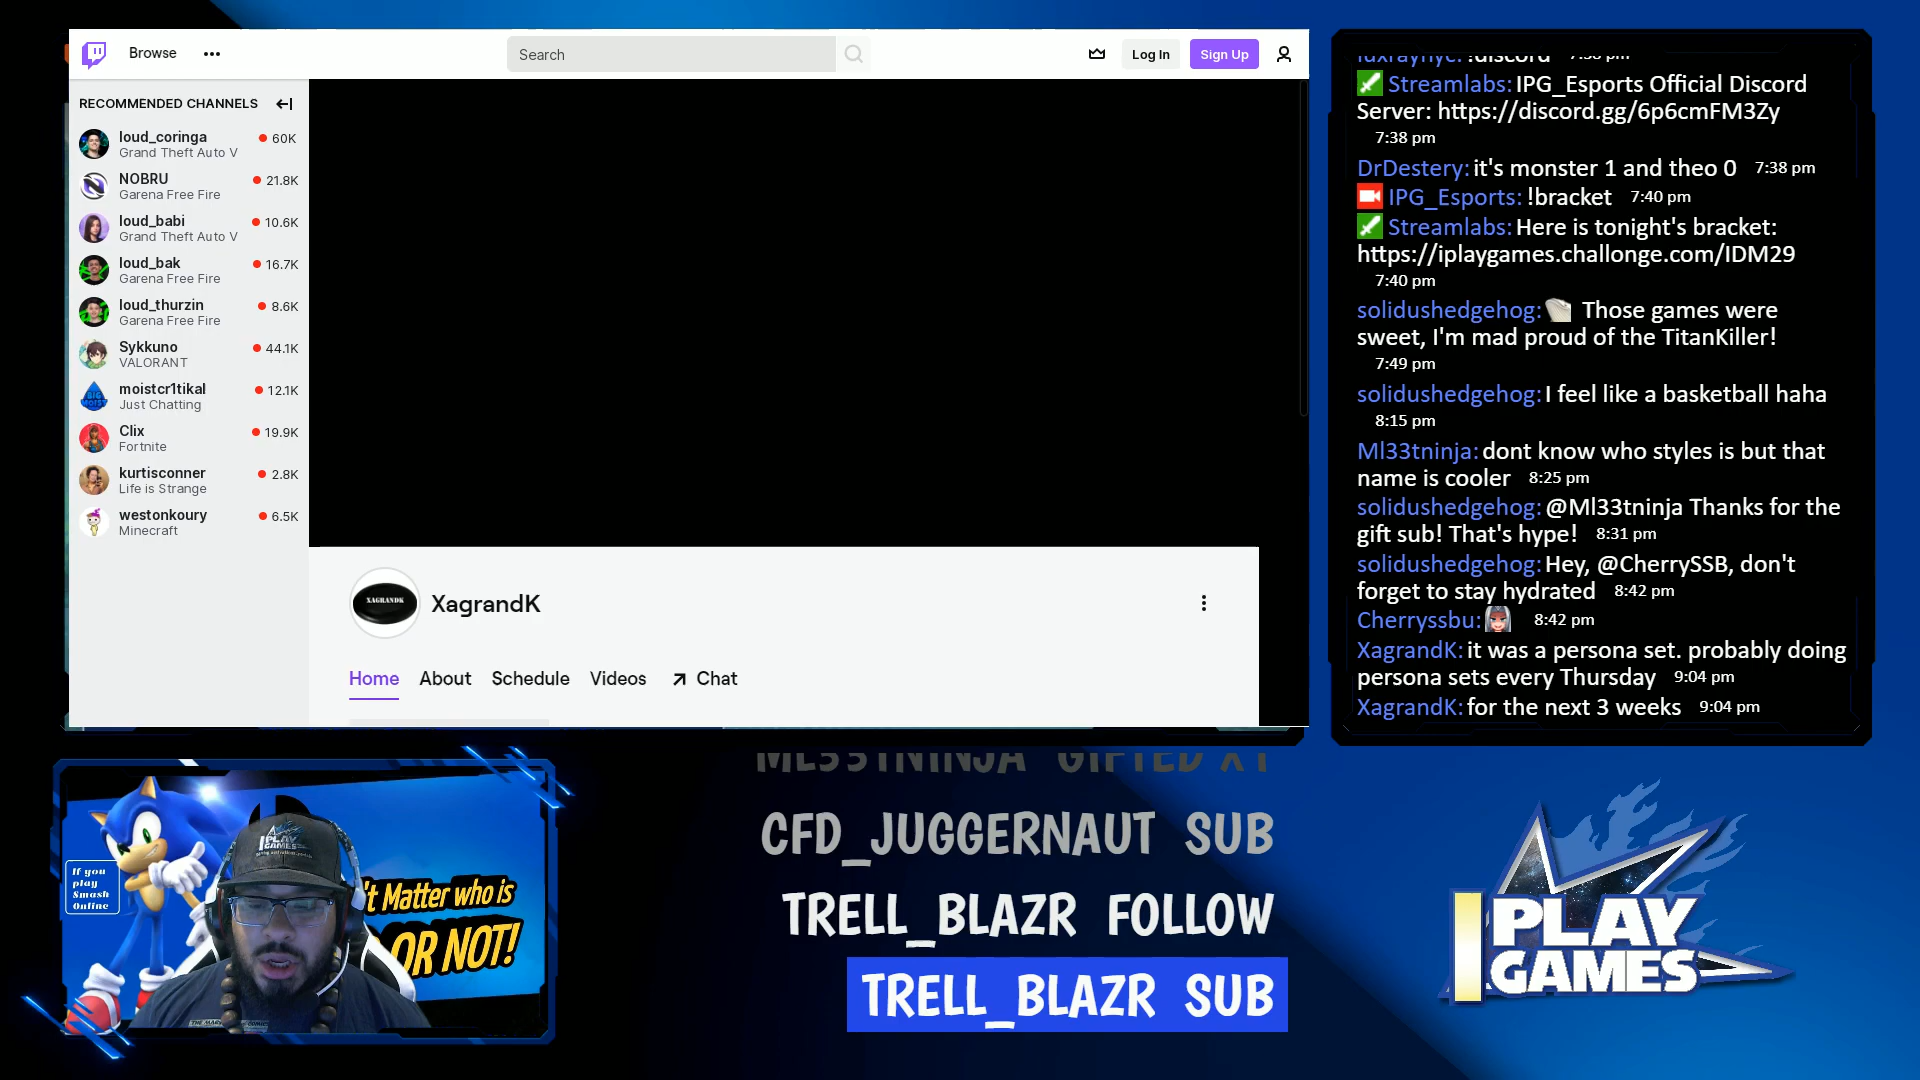 Browse
Search
Log In
Sign Up
RECOMMENDED CHANNELS
loud_coringa
60K
Grand Theft Auto V
NOBRU
21.8K
Garena Free Fire
loud_babi
10.6K
Grand Theft Auto V
loud_bak
16.7K
Garena Free Fire
loud_thurzin
8.6K
Garena Free Fire
Sykkuno
44.1K
VALORANT
moistcr1tikal
12.1K
Just Chatting
Clix
19.9K
Fortnite
kurtisconner
2.8K
Life is Strange
westonkoury
6.5K
Minecraft
XAGRANDK
XagrandK
Home About Schedule Videos Chat
luxraynyc: !discord 7:38 pm
Streamlabs: IPG_Esports Official Discord
Server: https://discord.gg/6p6cmFM3Zy
7:38 pm
DrDestery: it's monster 1 and theo 0 7:38 pm
IPG_Esports: !bracket 7:40 pm
Streamlabs: Here is tonight's bracket:
https://iplaygames.challonge.com/IDM29
7:40 pm
solidushedgehog: Those games were
sweet, I'm mad proud of the TitanKiller!
7:49 pm
solidushedgehog: I feel like a basketball haha
8:15 pm
Ml33tninja: dont know who styles is but that
name is cooler 8:25 pm
solidushedgehog: @Ml33tninja Thanks for the
gift sub! That's hype! 8:31 pm
solidushedgehog: Hey, @CherrySSB, don't
forget to stay hydrated 8:42 pm
Cherryssbu: 8:42 pm
XagrandK: it was a persona set. probably doing
persona sets every Thursday 9:04 pm
XagrandK: for the next 3 weeks 9:04 pm
If you
play
Smash
Online
I PLAY
GAMES
't Matter who is
OR NOT!
ML33TNINJA GIFTED X1
CFD_JUGGERNAUT SUB
TRELL_BLAZR FOLLOW
TRELL_BLAZR SUB
I PLAY
GAMES